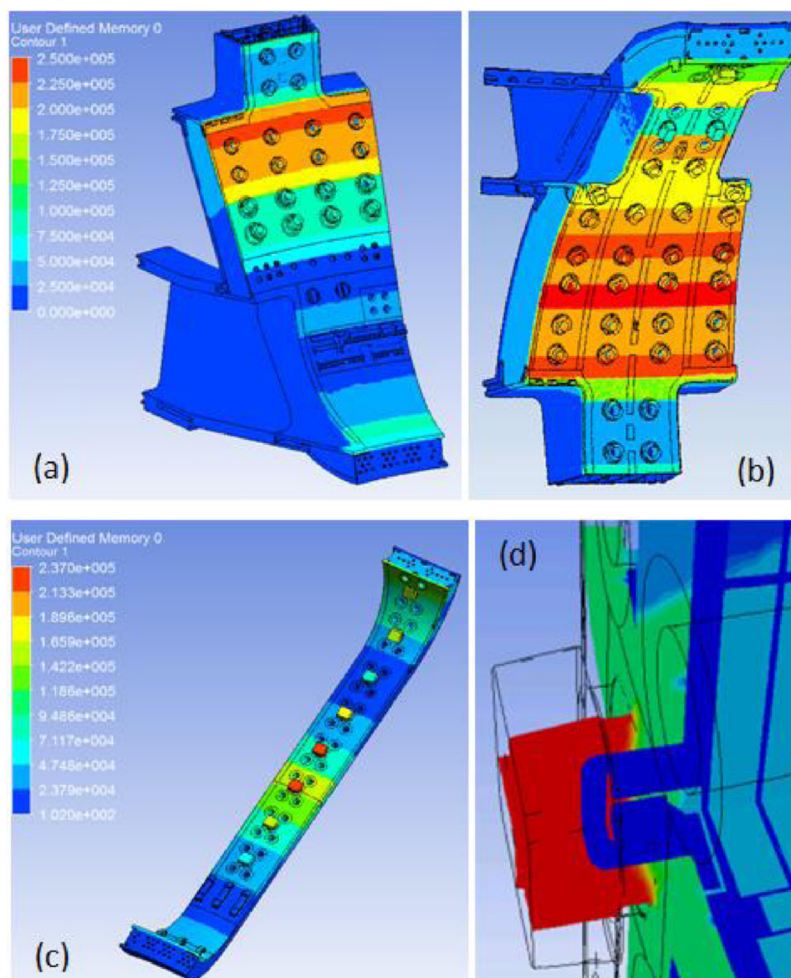 User Defined Memory 0
Contour 1
2.500e+005
2.250e+005
2.000e+005
1.750e+005
1.500e+005
1.250e+005
1.000e+005
7.500e+004
5.000e+004
2.500e+004
0.000e+000
(a)
(b)
User Defined Memory 0
Contour 1
2.370e+005
2.133e+005
1.896e+005
1.659e+005
1.422e+005
1.186e+005
9.486e+004
7.117e+004
4.748e+004
2.379e+004
1.020e+002
(c)
(d)